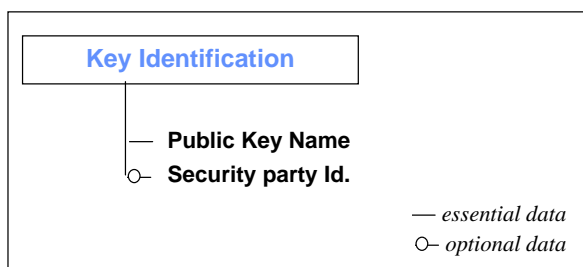 Key Identification
Public Key Name
Security party Id.
essential data
optional data